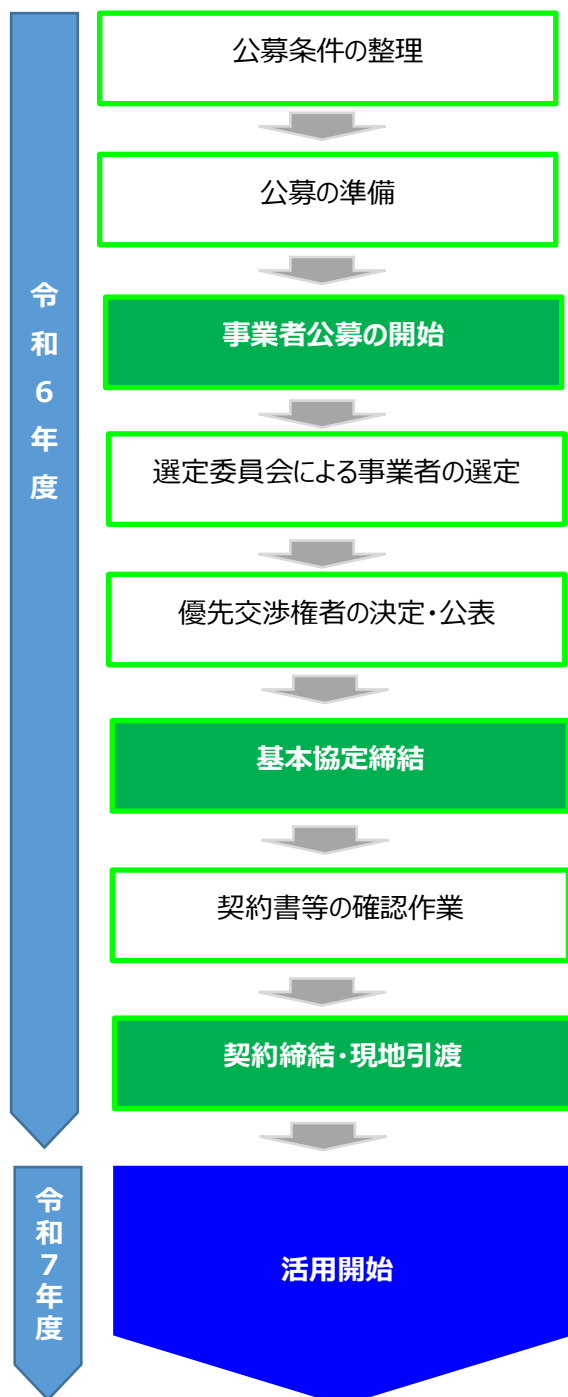 令和6年度
公募条件の整理
公募の準備
事業者公募の開始
選定委員会による事業者の選定
優先交渉権者の決定・公表
基本協定締結
契約書等の確認作業
契約締結・現地引渡
令和7年度
活用開始